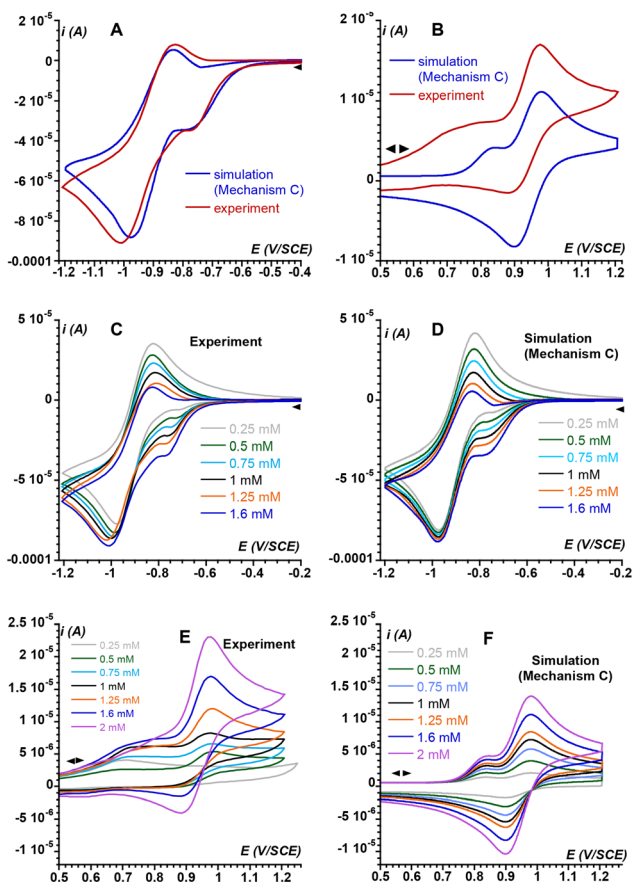 i (A)
A
0
-2 10⁻⁵
-4 10⁻⁵
-6 10⁻⁵
-8 10⁻⁵
-0.0001
simulation
(Mechanism C)
experiment
E (V/SCE)
-1.2 -1.1 -1 -0.9 -0.8 -0.7 -0.6 -0.5 -0.4
2 10⁻⁵
i (A)
B
1 10⁻⁵
0
-1 10⁻⁵
simulation
(Mechanism C)
experiment
E (V/SCE)
0.5 0.6 0.7 0.8 0.9 1 1.1 1.2
5 10⁻⁵
i (A)
C
Experiment
0
-5 10⁻⁵
-0.0001
0.25 mM
0.5 mM
0.75 mM
1 mM
1.25 mM
1.6 mM
E (V/SCE)
-1.2 -1 -0.8 -0.6 -0.4 -0.2
5 10⁻⁵
i (A)
D
Simulation
(Mechanism C)
0
-5 10⁻⁵
-0.0001
0.25 mM
0.5 mM
0.75 mM
1 mM
1.25 mM
1.6 mM
E (V/SCE)
-1.2 -1 -0.8 -0.6 -0.4 -0.2
2.5 10⁻⁵
2 10⁻⁵
1.5 10⁻⁵
1 10⁻⁵
5 10⁻⁶
0
-5 10⁻⁶
-1 10⁻⁵
i (A)
E
Experiment
0.25 mM
0.5 mM
0.75 mM
1 mM
1.25 mM
1.6 mM
2 mM
E (V/SCE)
0.5 0.6 0.7 0.8 0.9 1 1.1 1.2
2.5 10⁻⁵
2 10⁻⁵
1.5 10⁻⁵
1 10⁻⁵
5 10⁻⁶
0
-5 10⁻⁶
-1 10⁻⁵
i (A)
F
Simulation
(Mechanism C)
0.25 mM
0.5 mM
0.75 mM
1 mM
1.25 mM
1.6 mM
2 mM
E (V/SCE)
0.5 0.6 0.7 0.8 0.9 1 1.1 1.2